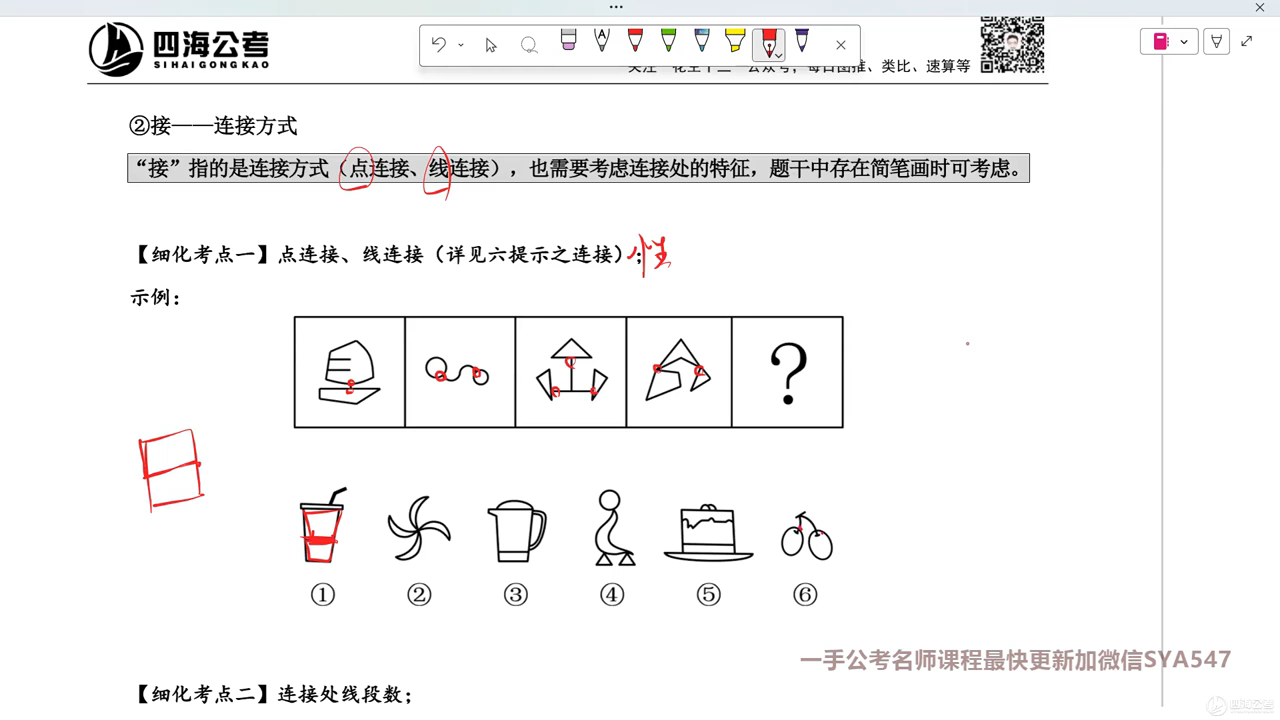 四海公考
SIHAIGONGKAO
关注“花生十三”公众号，每日图推、类比、速算等
②接——连接方式
“接”指的是连接方式（点连接、线连接），也需要考虑连接处的特征，题干中存在简笔画时可考虑。
【细化考点一】点连接、线连接（详见六提示之连接）；性
示例：
?
① ② ③ ④ ⑤ ⑥
一手公考名师课程最快更新加微信SYA547
【细化考点二】连接处线段数；
四海公考